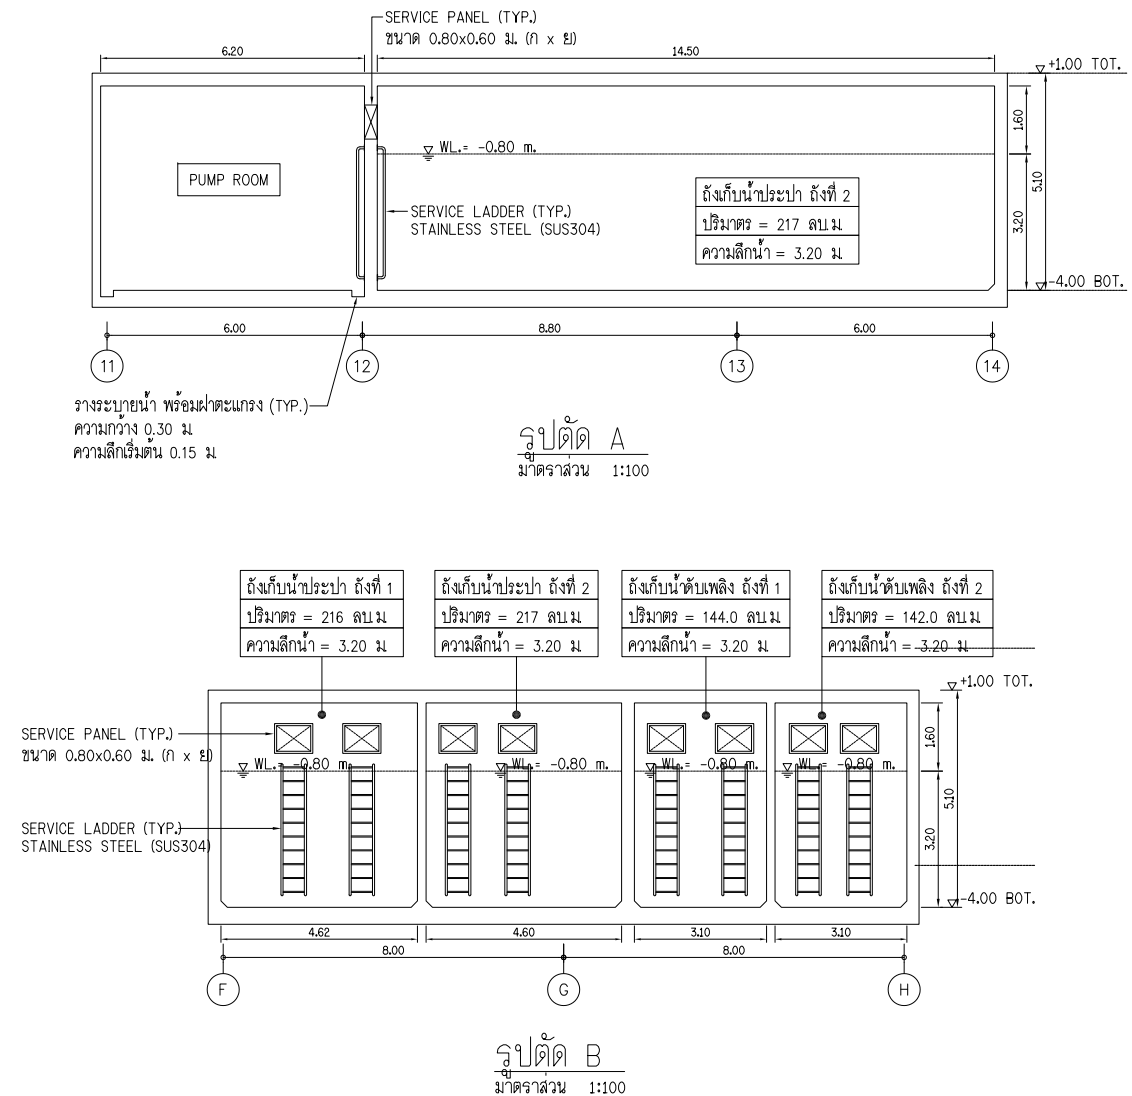 SERVICE PANEL (TYP.)
ขนาด 0.80x0.60 ม. (ก x ย)
6.20
14.50
+1.00 TOT.
1.60
WL.= -0.80 m.
PUMP ROOM
5.10
ถังเก็บน้ำประปา ถังที่ 2
ปริมาตร = 217 ลบ.ม.
ความลึกน้ำ = 3.20 ม.
SERVICE LADDER (TYP.)
STAINLESS STEEL (SUS304)
3.20
-4.00 BOT.
6.00
8.80
6.00
11
12
13
14
รางระบายน้ำ พร้อมฝาตะแกรง (TYP.)
ความกว้าง 0.30 ม.
ความลึกเริ่มต้น 0.15 ม.
รูปตัด A
มาตราส่วน 1:100
ถังเก็บน้ำประปา ถังที่ 1
ปริมาตร = 216 ลบ.ม.
ความลึกน้ำ = 3.20 ม.
ถังเก็บน้ำประปา ถังที่ 2
ปริมาตร = 217 ลบ.ม.
ความลึกน้ำ = 3.20 ม.
ถังเก็บน้ำดับเพลิง ถังที่ 1
ปริมาตร = 144.0 ลบ.ม.
ความลึกน้ำ = 3.20 ม.
ถังเก็บน้ำดับเพลิง ถังที่ 2
ปริมาตร = 142.0 ลบ.ม.
ความลึกน้ำ = 3.20 ม.
+1.00 TOT.
SERVICE PANEL (TYP.)
ขนาด 0.80x0.60 ม. (ก x ย)
1.60
WL.= -0.80 m.
WL.= -0.80 m.
WL.= -0.80 m.
WL.= -0.80 m.
5.10
SERVICE LADDER (TYP.)
STAINLESS STEEL (SUS304)
3.20
-4.00 BOT.
4.62
4.60
3.10
3.10
8.00
8.00
F
G
H
รูปตัด B
มาตราส่วน 1:100